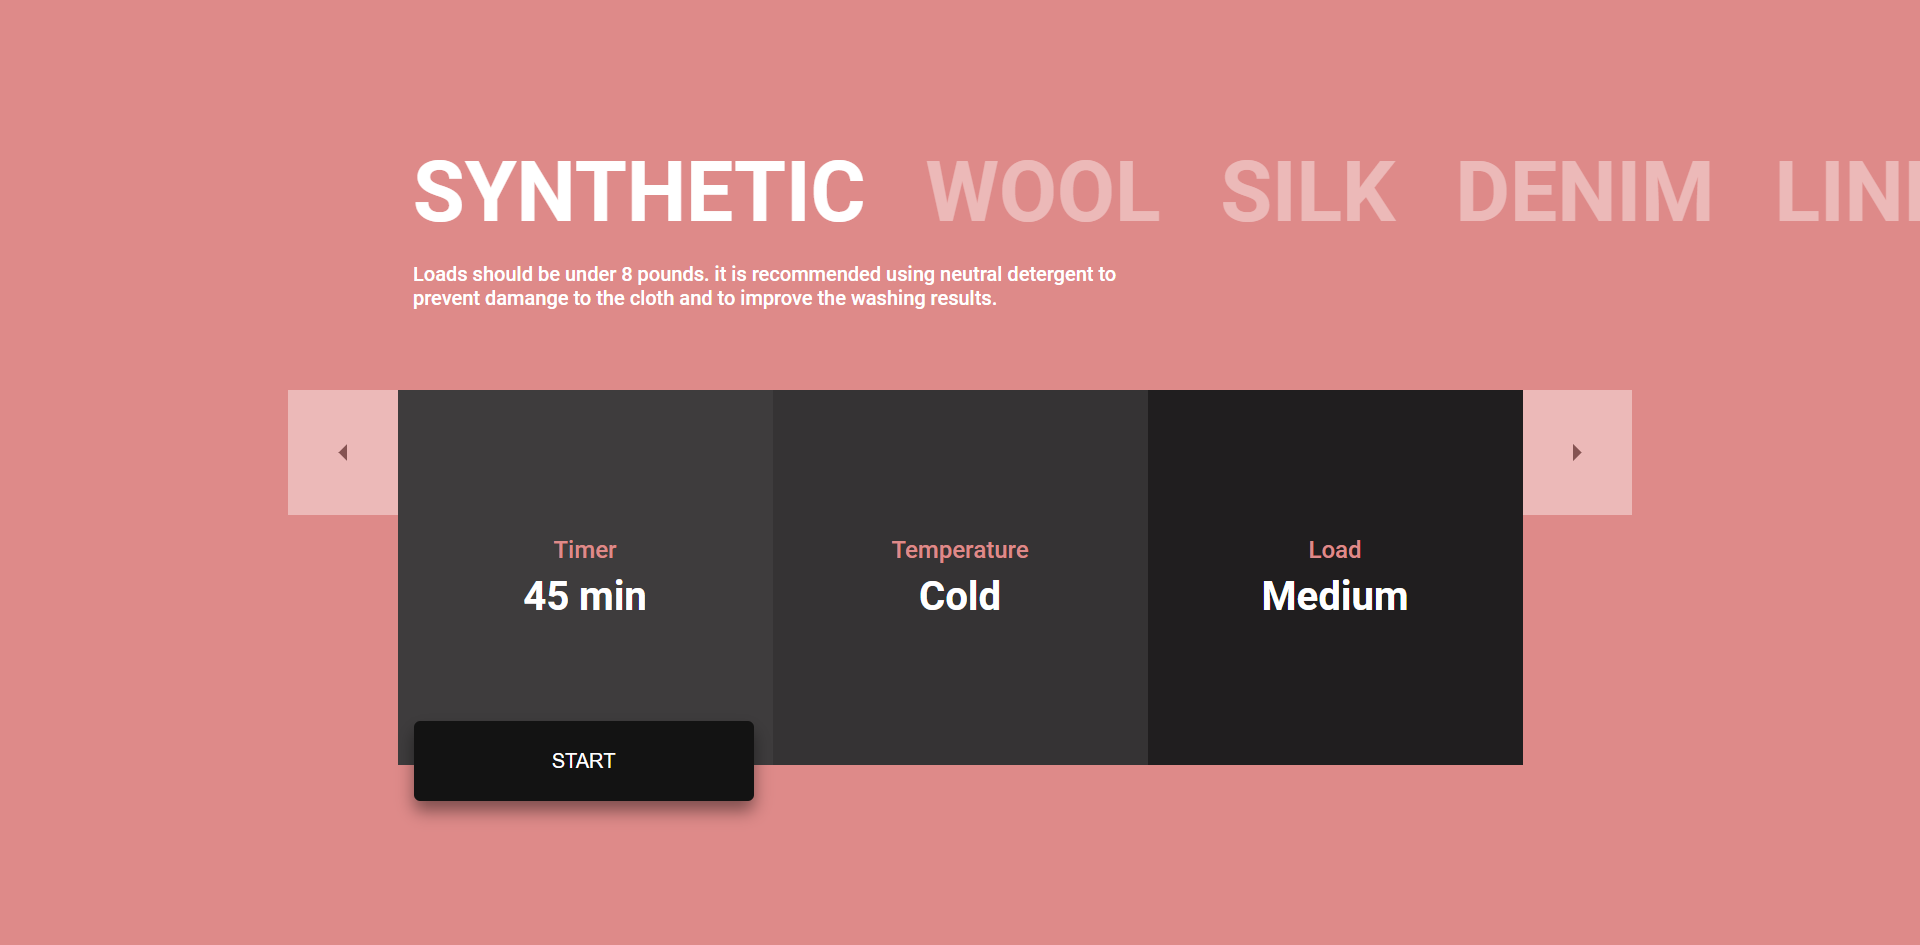 SYNTHETIC WOOL SILK DENIM LIN
Loads should be under 8 pounds. it is recommended using neutral detergent to
prevent damange to the cloth and to improve the washing results.
Timer Temperature Load
45 min Cold Medium
START